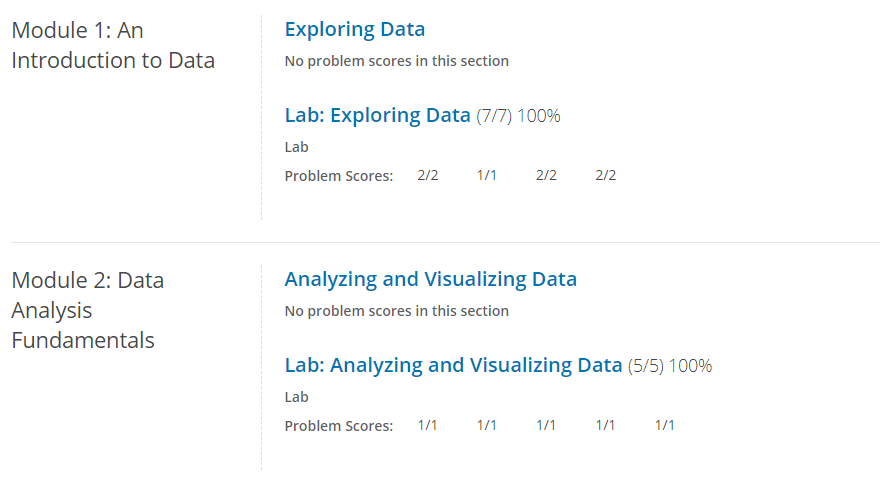 Module 1: An
Introduction to Data
Exploring Data
No problem scores in this section
Lab: Exploring Data (7/7) 100%
Lab
Problem Scores: 2/2 1/1 2/2 2/2
Module 2: Data
Analysis
Fundamentals
Analyzing and Visualizing Data
No problem scores in this section
Lab: Analyzing and Visualizing Data (5/5) 100%
Lab
Problem Scores: 1/1 1/1 1/1 1/1 1/1